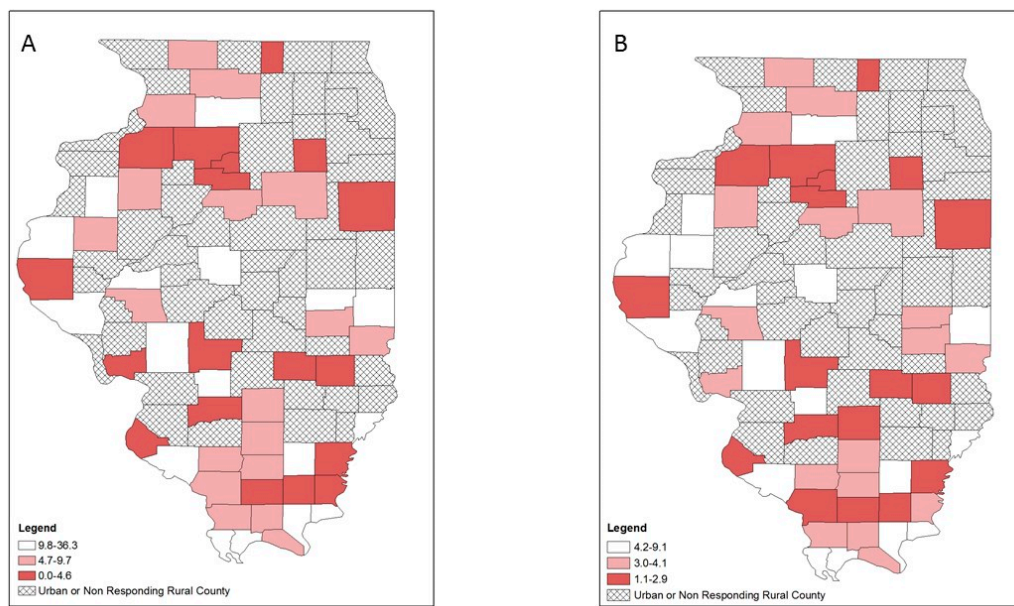 A
Legend
9.8-36.3
4.7-9.7
0.0-4.6
Urban or Non Responding Rural County
B
Legend
4.2-9.1
3.0-4.1
1.1-2.9
Urban or Non Responding Rural County